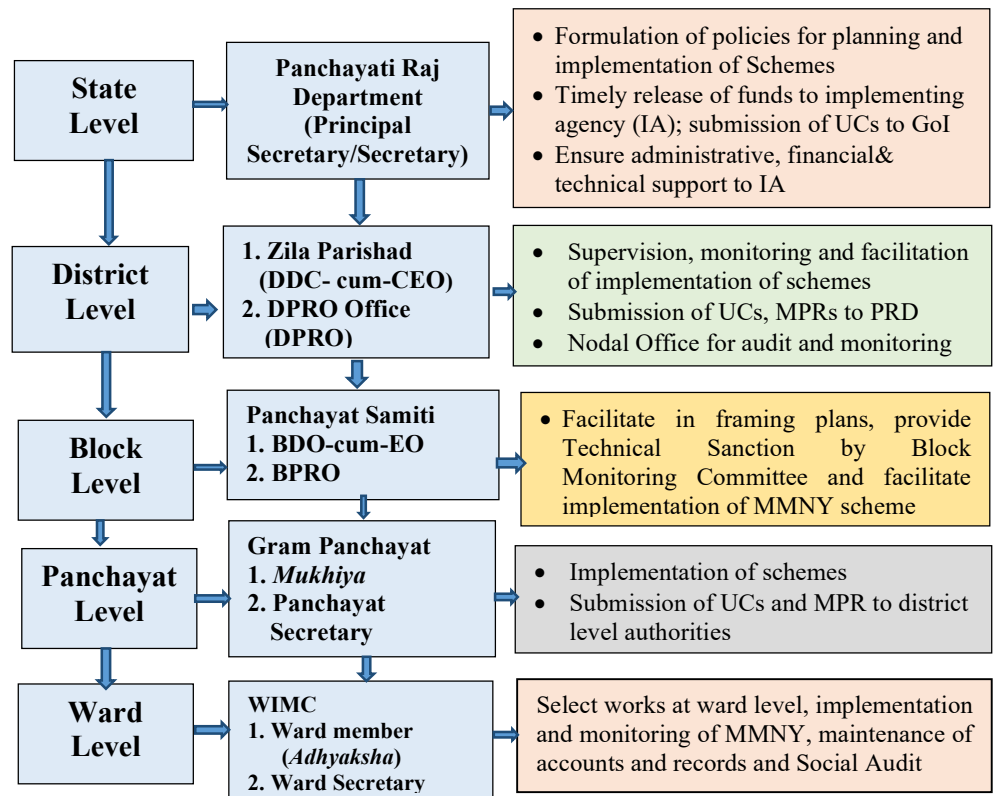 State
Level
Panchayati Raj
Department
(Principal
Secretary/Secretary)
• Formulation of policies for planning and
implementation of Schemes
• Timely release of funds to implementing
agency (IA); submission of UCs to GoI
• Ensure administrative, financial&
technical support to IA
District
Level
1. Zila Parishad
(DDC- cum-CEO)
2. DPRO Office
(DPRO)
• Supervision, monitoring and facilitation
of implementation of schemes
• Submission of UCs, MPRs to PRD
• Nodal Office for audit and monitoring
Block
Level
Panchayat Samiti
1. BDO-cum-EO
2. BPRO
• Facilitate in framing plans, provide
Technical Sanction by Block
Monitoring Committee and facilitate
implementation of MMNY scheme
Panchayat
Level
Gram Panchayat
1. Mukhiya
2. Panchayat
Secretary
• Implementation of schemes
• Submission of UCs and MPR to district
level authorities
Ward
Level
WIMC
1. Ward member
(Adhyaksha)
2. Ward Secretary
Select works at ward level, implementation
and monitoring of MMNY, maintenance of
accounts and records and Social Audit